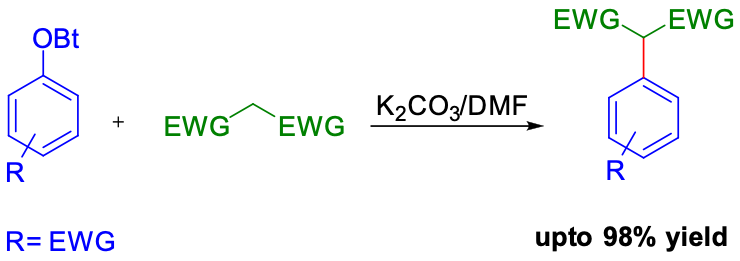 OBt
R
+
EWG EWG
K2CO3/DMF
EWG EWG
R
R= EWG
upto 98% yield